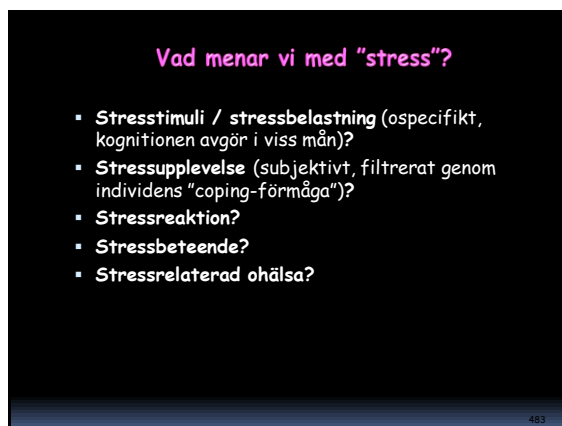 Vad menar vi med ”stress”?
▪ Stresstimuli / stressbelastning (ospecifikt,
kognitionen avgör i viss mån)?
▪ Stressupplevelse (subjektivt, filtrerat genom
individens ”coping-förmåga”)?
▪ Stressreaktion?
▪ Stressbeteende?
▪ Stressrelaterad ohälsa?
483